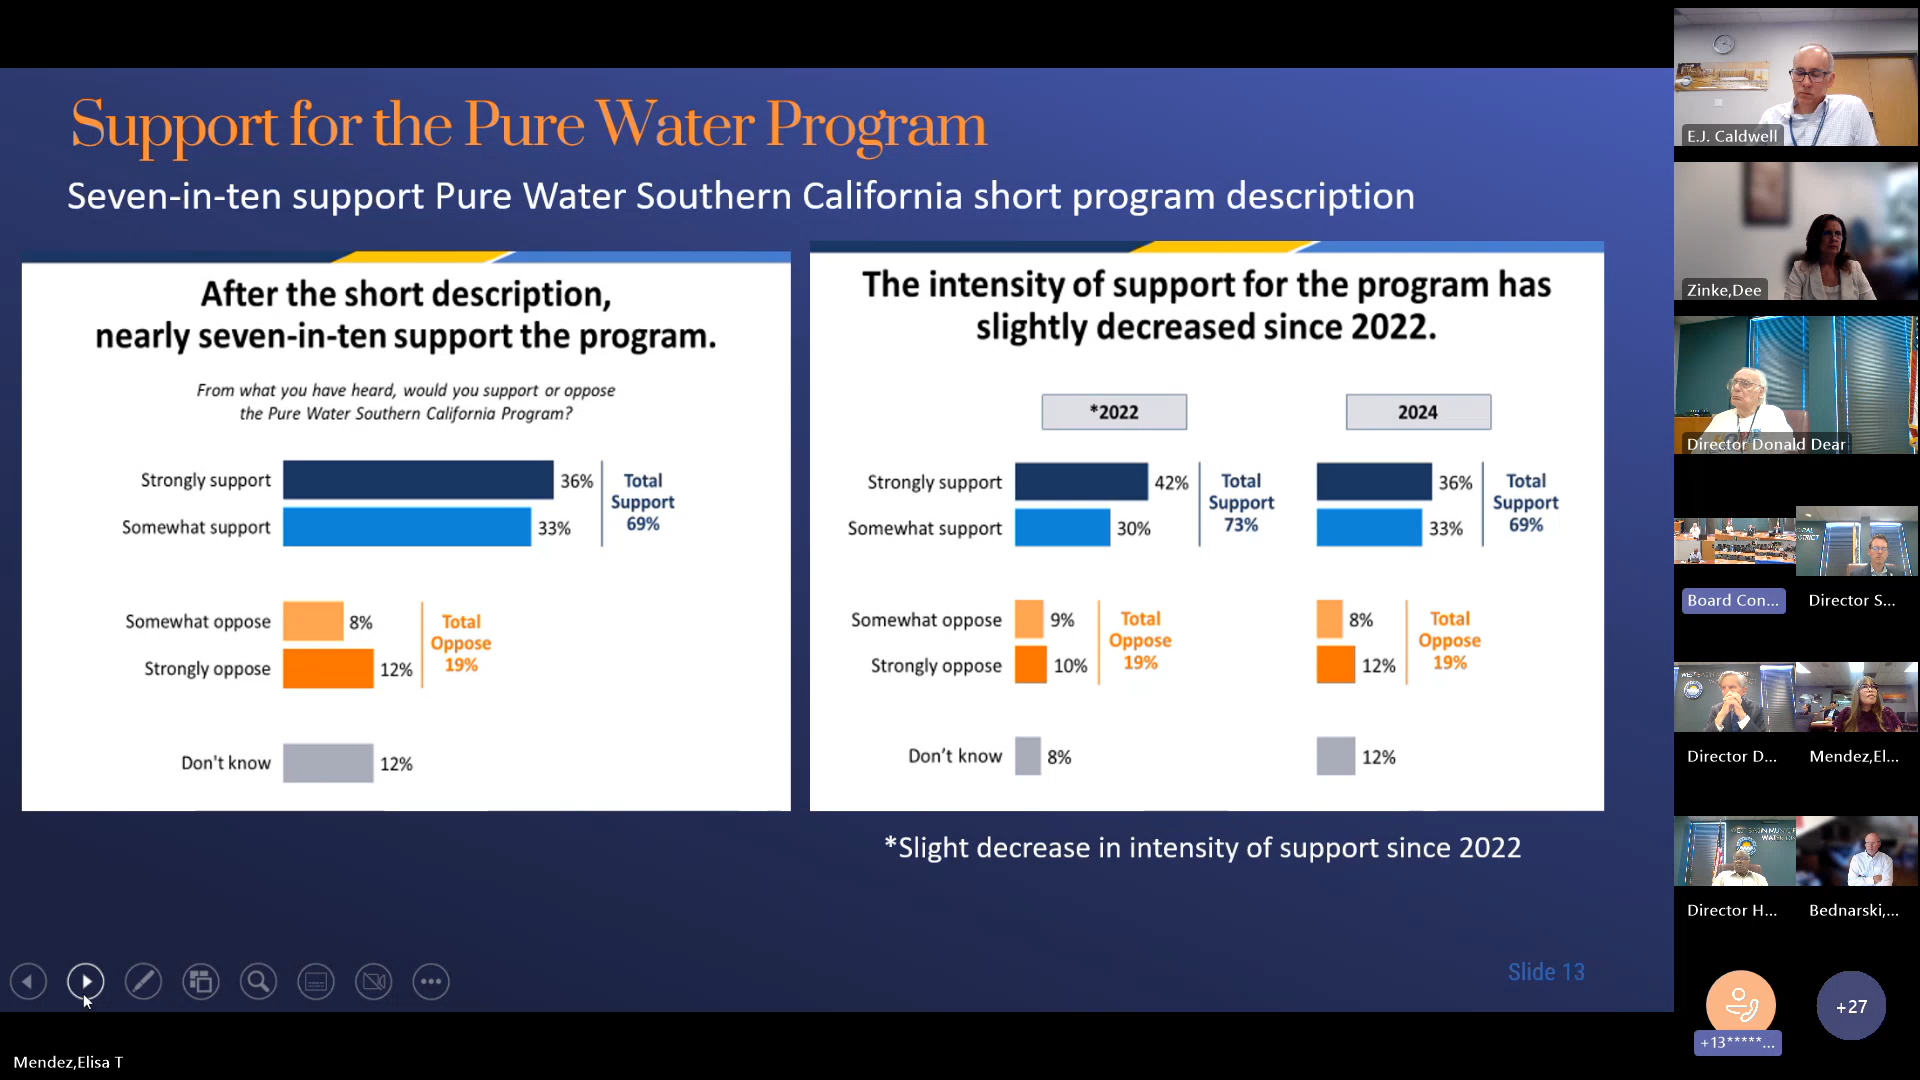 Support for the Pure Water Program
Seven-in-ten support Pure Water Southern California short program description
After the short description,
nearly seven-in-ten support the program.
From what you have heard, would you support or oppose
the Pure Water Southern California Program?
Strongly support 36%
Somewhat support 33%
Total
Support
69%
Somewhat oppose 8%
Strongly oppose 12%
Total
Oppose
19%
Don't know 12%
The intensity of support for the program has
slightly decreased since 2022.
*2022 2024
Strongly support 42% 36%
Somewhat support 30% 33%
Total
Support
73%
Total
Support
69%
Somewhat oppose 9% 8%
Strongly oppose 10% 12%
Total
Oppose
19%
Total
Oppose
19%
Don't know 8% 12%
*Slight decrease in intensity of support since 2022
Slide 13
Mendez,Elisa T
E.J. Caldwell
Zinke,Dee
Director Donald Dear
Board Con...
Director S...
Director D...
Mendez,El...
Director H...
Bednarski,...
+13*****...
+27